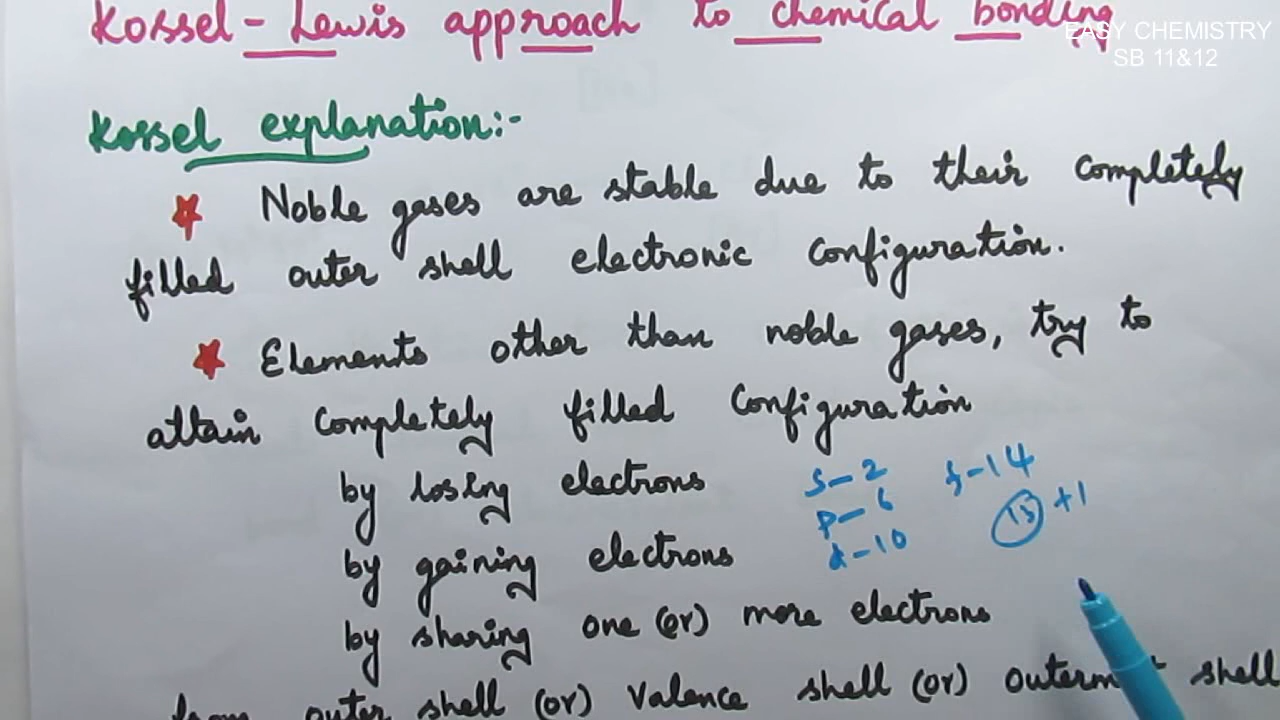 Kossel - Lewis approach to chemical bonding
EASY CHEMISTRY
SB 11&12
Kossel explanation:-
Noble gases are stable due to their completely
filled outer shell electronic configuration.
Elements other than noble gases, try to
attain completely filled configuration
by losing electrons
by gaining electrons
by sharing one (or) more electrons
from outer shell (or) valence shell (or) shell
s-2
p-6
d-10
f-14
13 +1